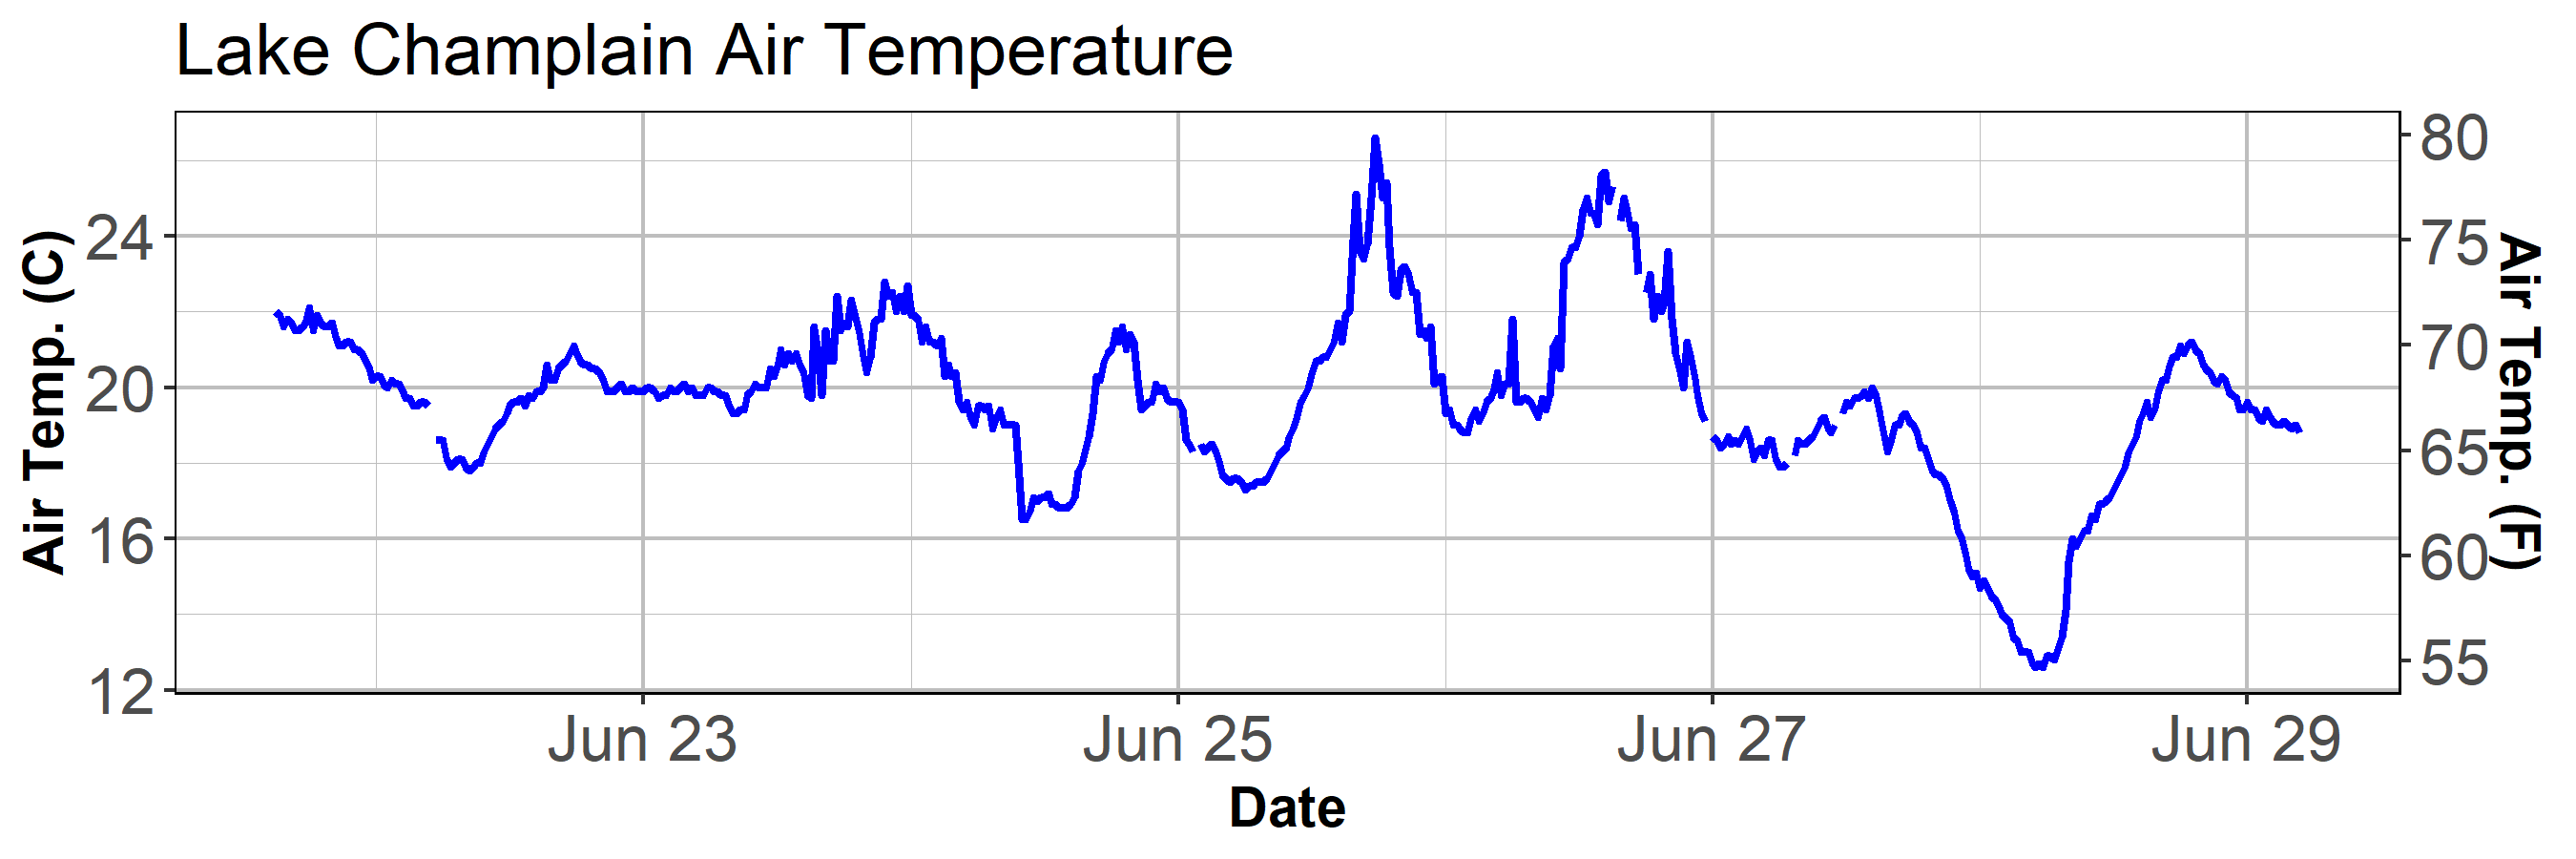 Lake Champlain Air Temperature
Air Temp. (C)
24
20
16
12
80
75
70
65
60
55
Air Temp. (F)
Jun 23 Jun 25 Jun 27 Jun 29
Date